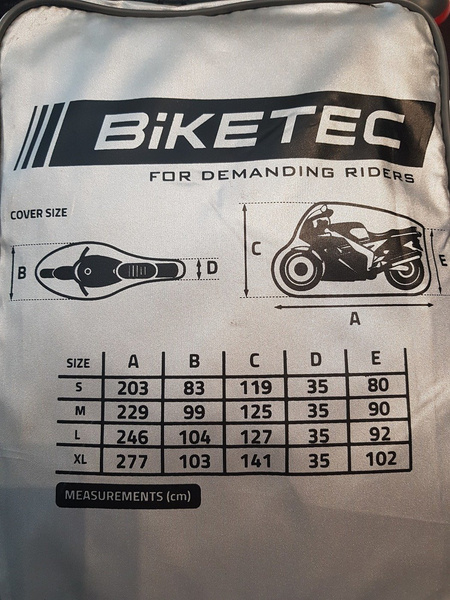 BiKETEC
FOR DEMANDING RIDERS
COVER SIZE
B D C E
A
SIZE A B C D E
S 203 83 119 35 80
M 229 99 125 35 90
L 246 104 127 35 92
XL 277 103 141 35 102
MEASUREMENTS (cm)